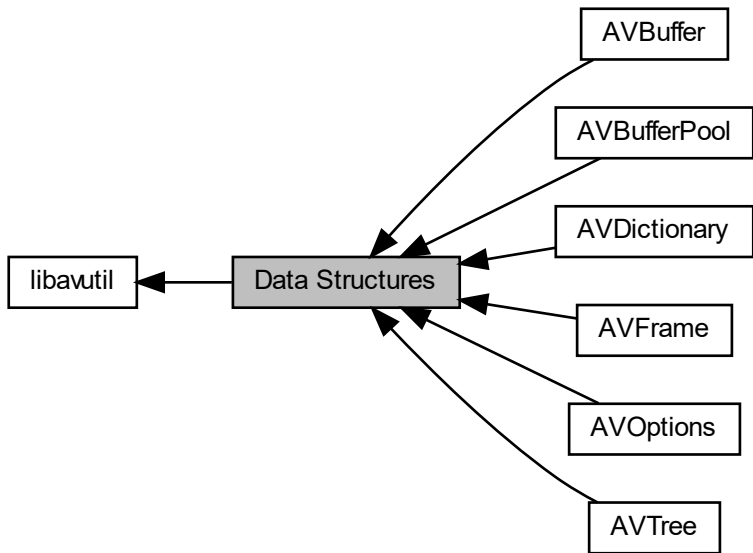 AVBuffer
AVBufferPool
AVDictionary
libavutil
Data Structures
AVFrame
AVOptions
AVTree